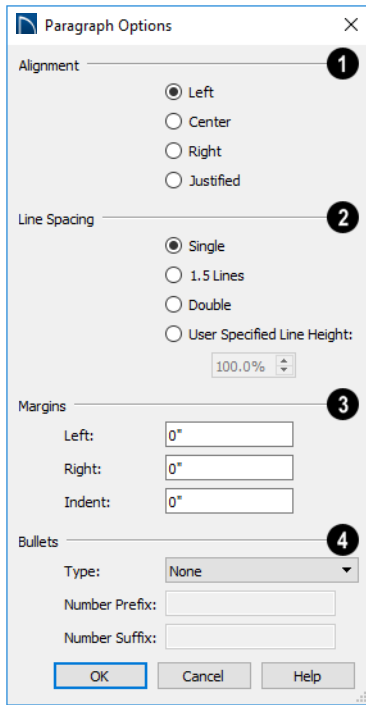 Paragraph Options
Alignment 1
Left
Center
Right
Justified
Line Spacing 2
Single
1.5 Lines
Double
User Specified Line Height:
100.0%
Margins 3
Left: 0"
Right: 0"
Indent: 0"
Bullets 4
Type: None
Number Prefix:
Number Suffix:
OK Cancel Help